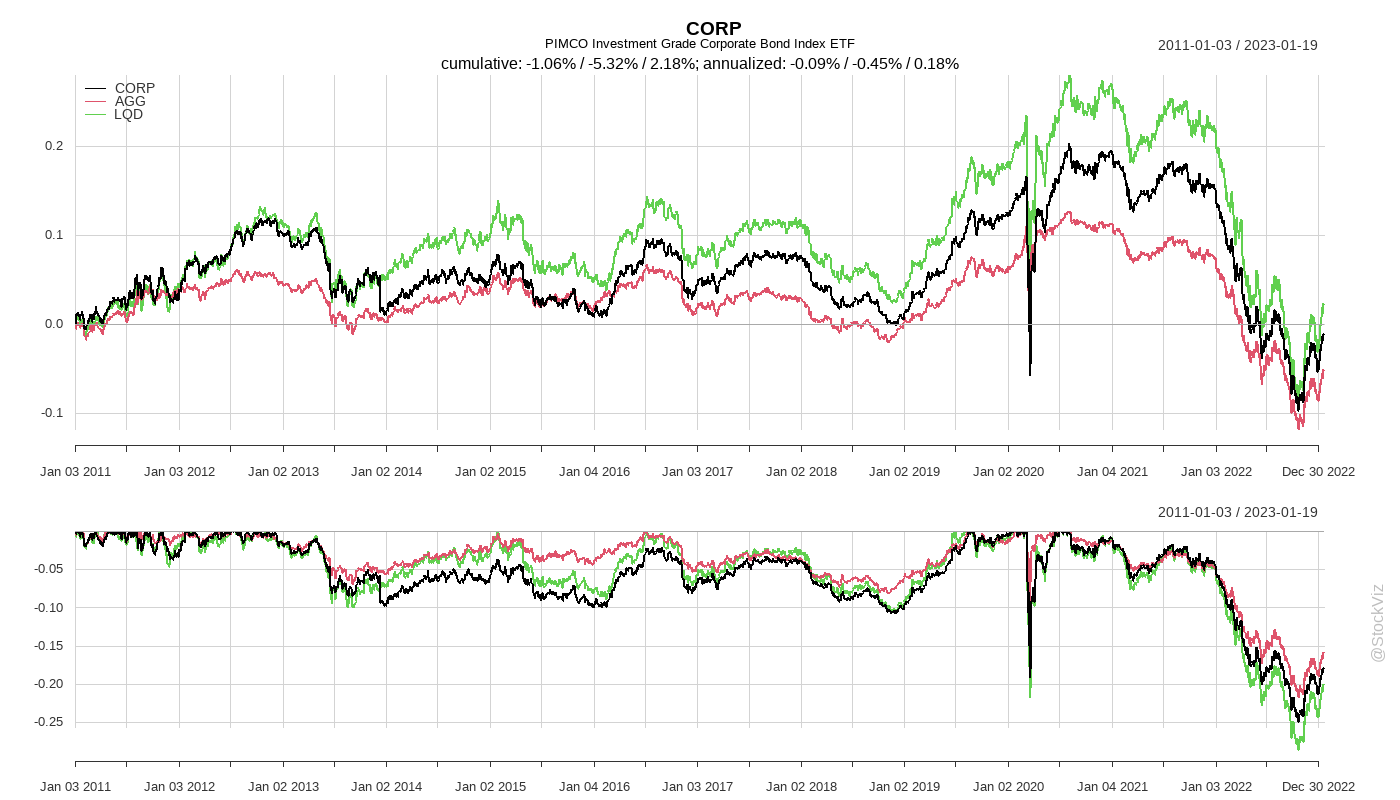 CORP
PIMCO Investment Grade Corporate Bond Index ETF
2011-01-03 / 2023-01-19
cumulative: -1.06% / -5.32% / 2.18%; annualized: -0.09% / -0.45% / 0.18%
CORP
AGG
LQD
0.2
0.1
0.0
-0.1
Jan 03 2011 Jan 03 2012 Jan 02 2013 Jan 02 2014 Jan 02 2015 Jan 04 2016 Jan 03 2017 Jan 02 2018 Jan 02 2019 Jan 02 2020 Jan 04 2021 Jan 03 2022 Dec 30 2022
2011-01-03 / 2023-01-19
-0.05
-0.10
-0.15
-0.20
-0.25
Jan 03 2011 Jan 03 2012 Jan 02 2013 Jan 02 2014 Jan 02 2015 Jan 04 2016 Jan 03 2017 Jan 02 2018 Jan 02 2019 Jan 02 2020 Jan 04 2021 Jan 03 2022 Dec 30 2022
@StockViz